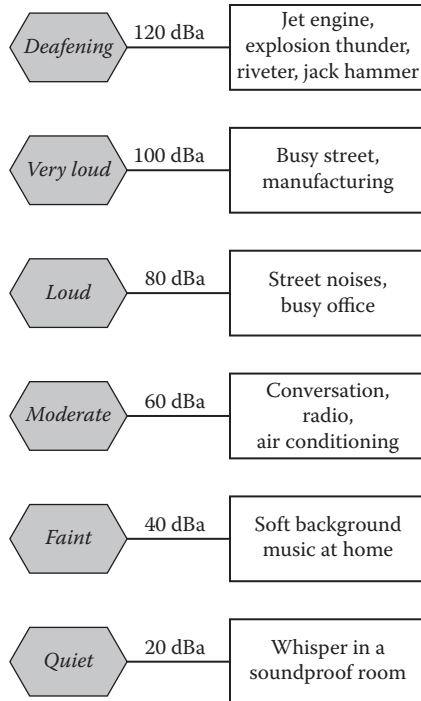 Deafening
120 dBa
Jet engine,
explosion thunder,
riveter, jack hammer
Very loud
100 dBa
Busy street,
manufacturing
Loud
80 dBa
Street noises,
busy office
Moderate
60 dBa
Conversation,
radio,
air conditioning
Faint
40 dBa
Soft background
music at home
Quiet
20 dBa
Whisper in a
soundproof room